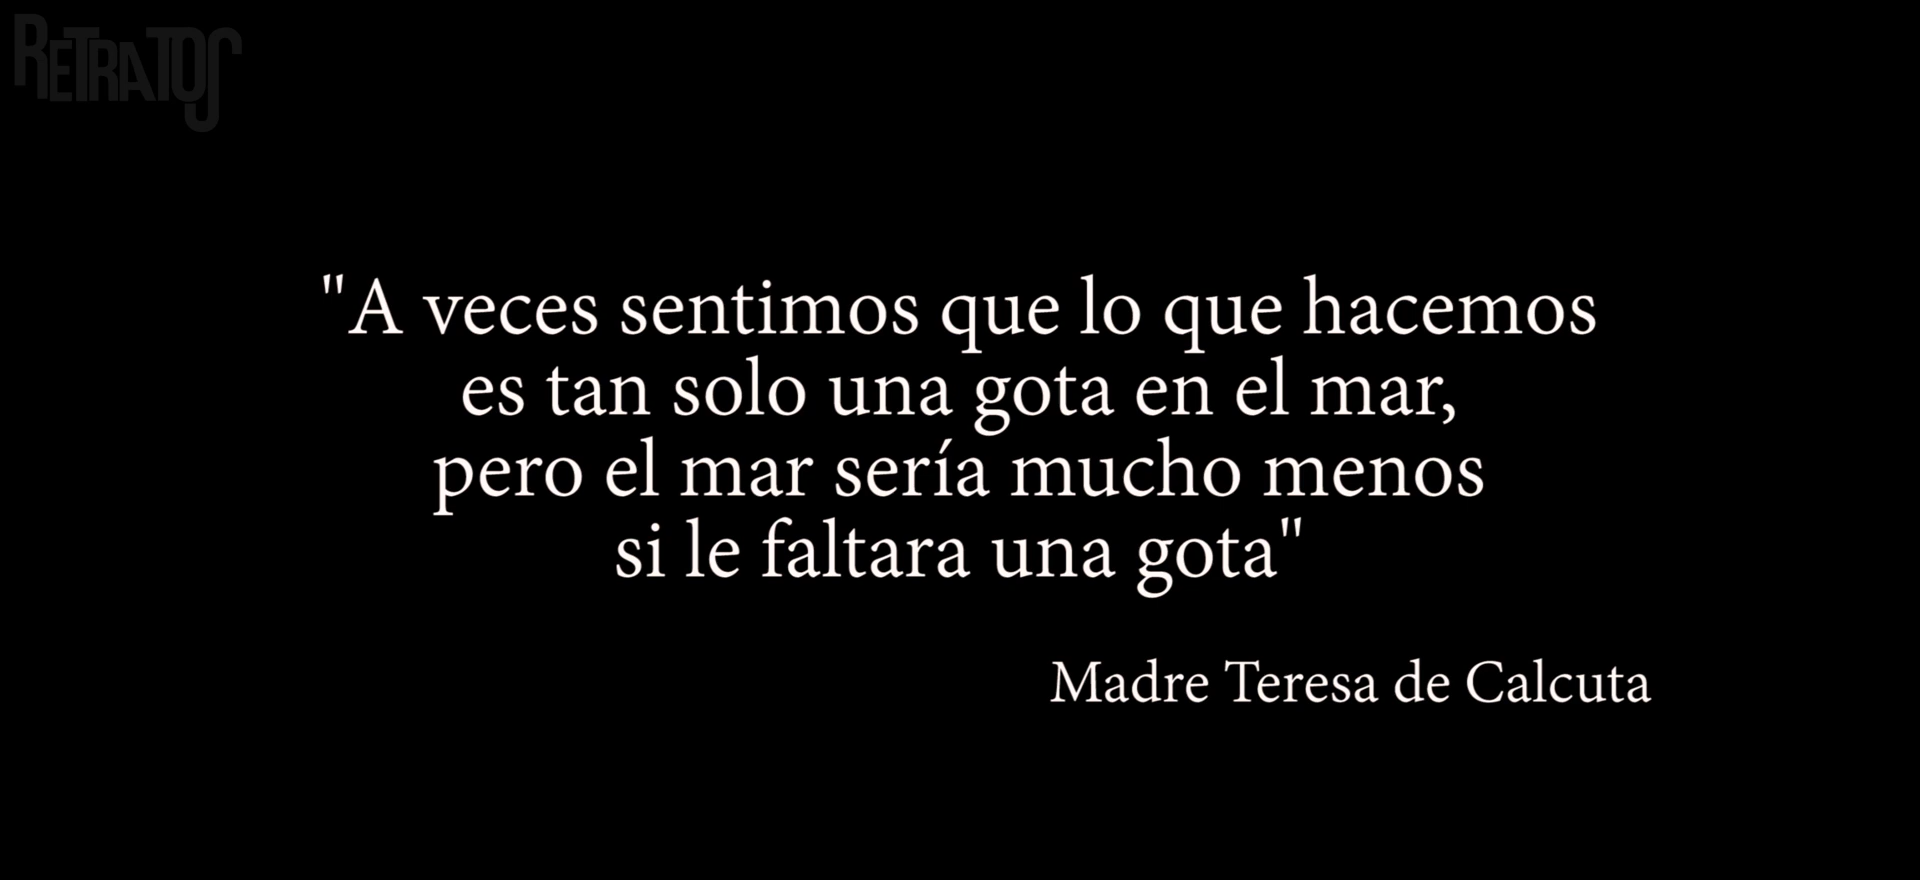 RETRATOS
"A veces sentimos que lo que hacemos
es tan solo una gota en el mar,
pero el mar sería mucho menos
si le faltara una gota"
Madre Teresa de Calcuta